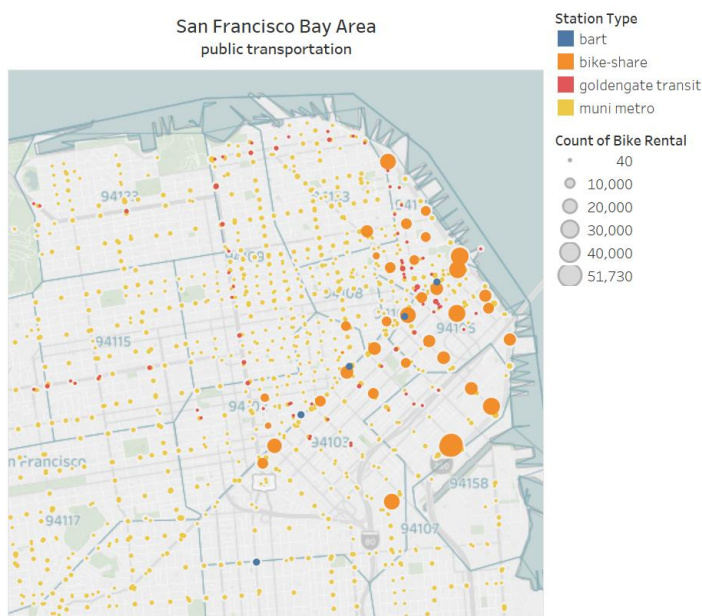 San Francisco Bay Area
public transportation
Station Type
bart
bike-share
goldengate transit
muni metro
Count of Bike Rental
40
10,000
20,000
30,000
40,000
51,730
94115
94103
n Francisco
94158
94117
94107
80